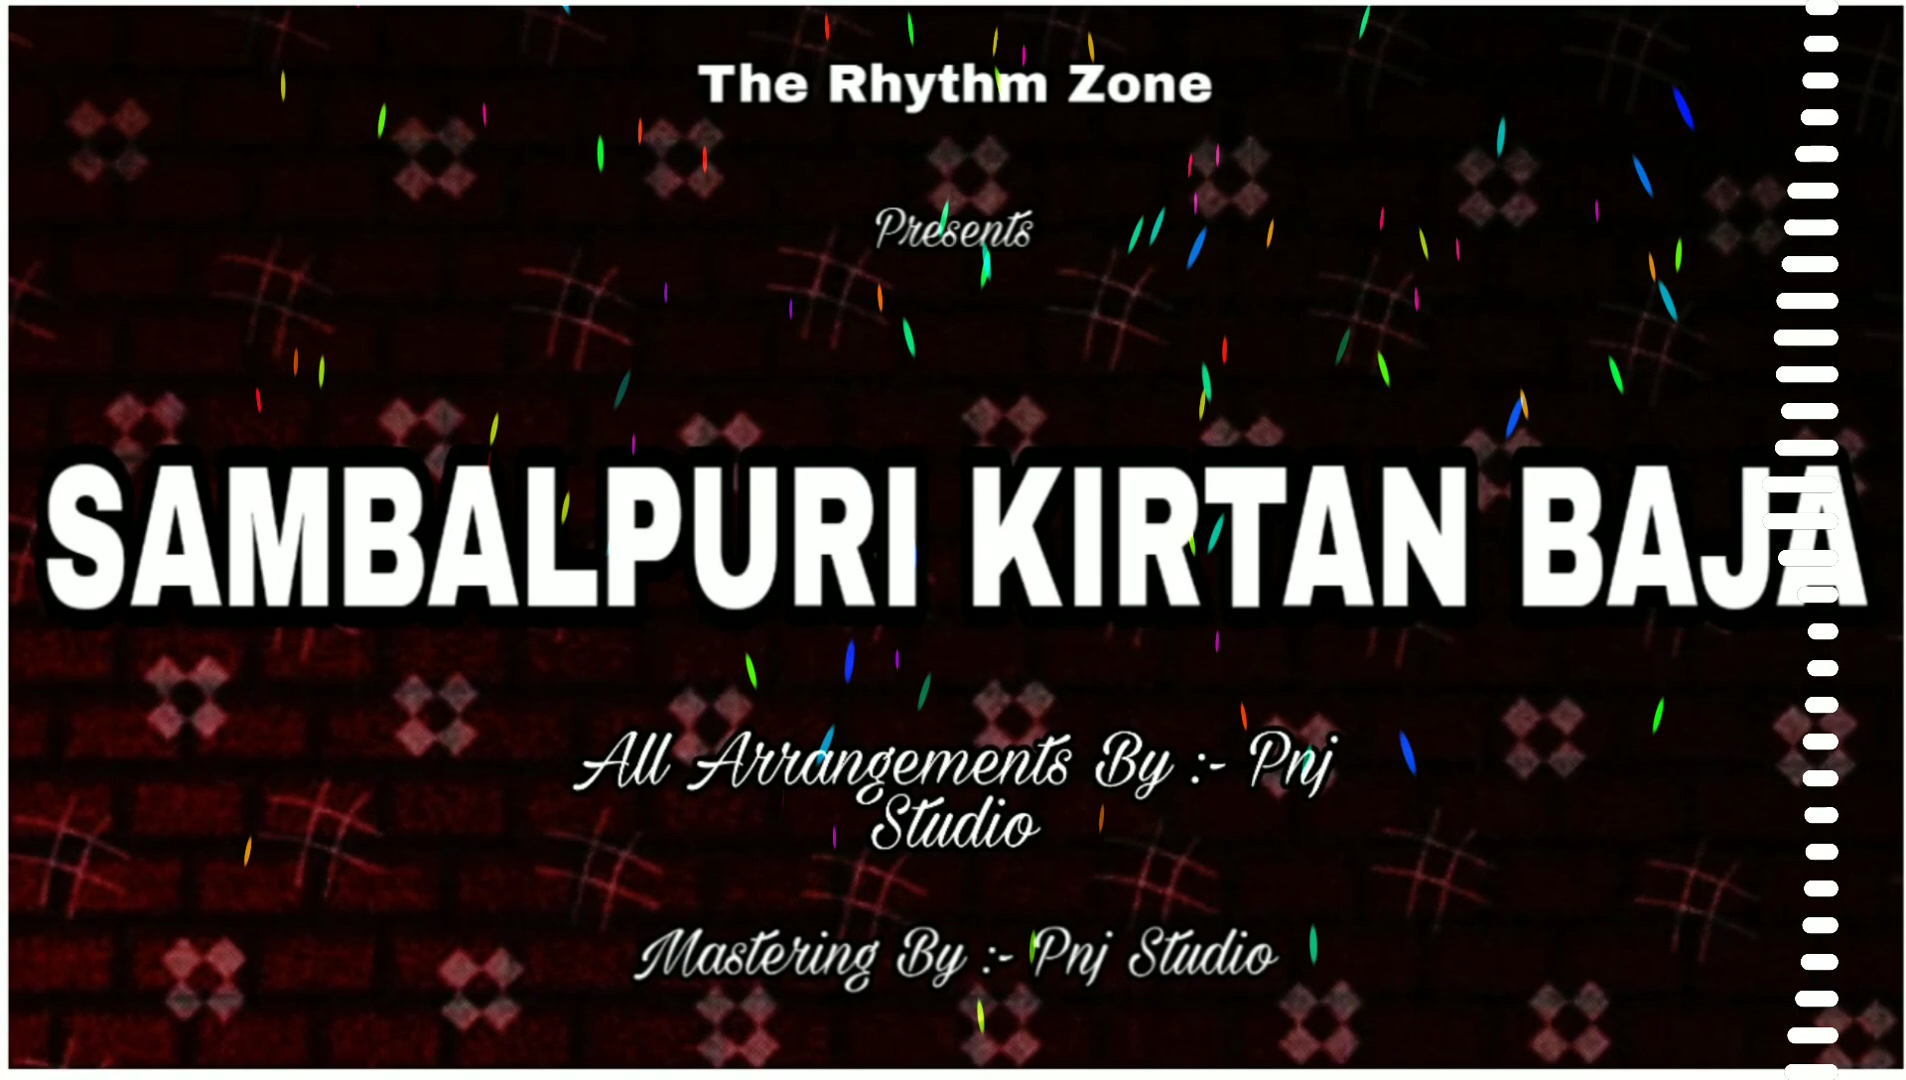 The Rhythm Zone
Presents
SAMBALPURI KIRTAN BAJA
All Arrangements By :- Pnj
Studio
Mastering By :- Pnj Studio